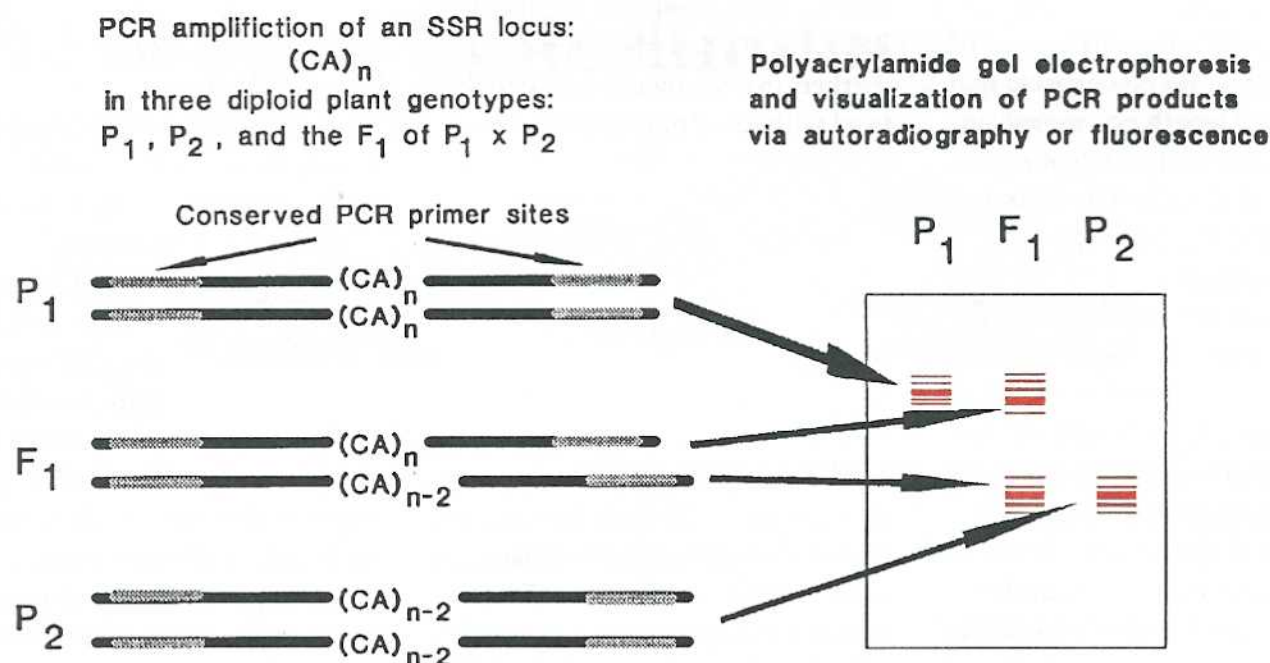 PCR amplifiction of an SSR locus:
(CA)n
in three diploid plant genotypes:
P1 , P2 , and the F1 of P1 x P2
Polyacrylamide gel electrophoresis
and visualization of PCR products
via autoradiography or fluorescence
Conserved PCR primer sites
P1 F1 P2
P1
(CA)n
(CA)n
F1
(CA)n
(CA)n-2
P2
(CA)n-2
(CA)n-2